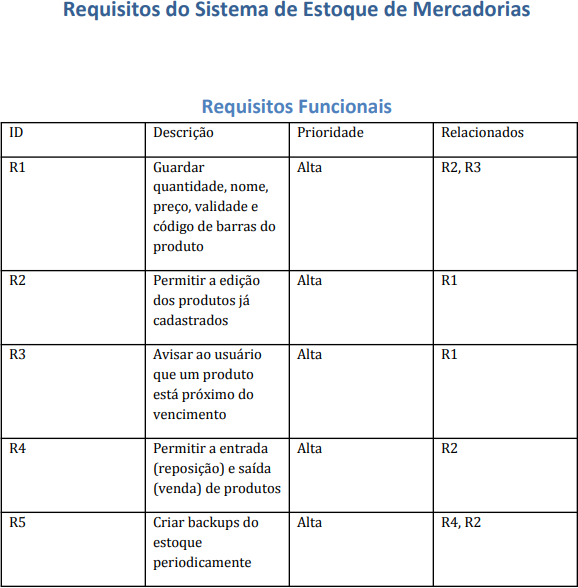 Requisitos do Sistema de Estoque de Mercadorias
Requisitos Funcionais
ID Descrição Prioridade Relacionados
R1 Guardar Alta R2, R3
quantidade, nome,
preço, validade e
código de barras do
produto
R2 Permitir a edição Alta R1
dos produtos já
cadastrados
R3 Avisar ao usuário Alta R1
que um produto
está próximo do
vencimento
R4 Permitir a entrada Alta R2
(reposição) e saída
(venda) de produtos
R5 Criar backups do Alta R4, R2
estoque
periodicamente